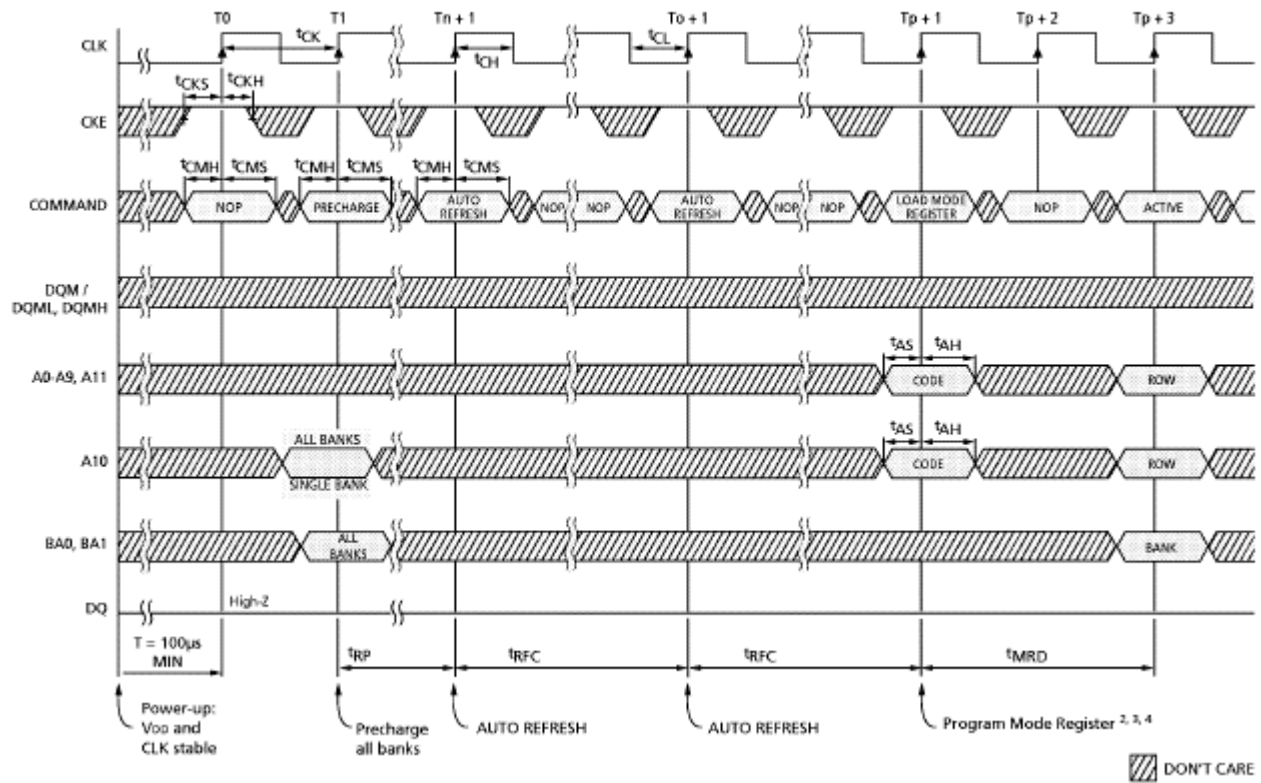 T0 T1 Tn + 1 To + 1 Tp + 1 Tp + 2 Tp + 3
CLK tCK tCH tCL
tCKS tCKH
CKE
tCMH tCMS tCMH tCMS tCMH tCMS
COMMAND NOP PRECHARGE AUTO REFRESH NOP NOP AUTO REFRESH NOP NOP LOAD MODE REGISTER NOP ACTIVE
DQM /
DQML, DQMH
tAS tAH
A0-A9, A11 CODE ROW
ALL BANKS tAS tAH
A10 CODE ROW
SINGLE BANK
BA0, BA1 ALL BANKS BANK
High-Z
DQ
T = 100µs
MIN tRP tRFC tRFC tMRD
Power-up:
VDD and
CLK stable
Precharge
all banks
AUTO REFRESH
AUTO REFRESH
Program Mode Register 2, 3, 4
DON'T CARE